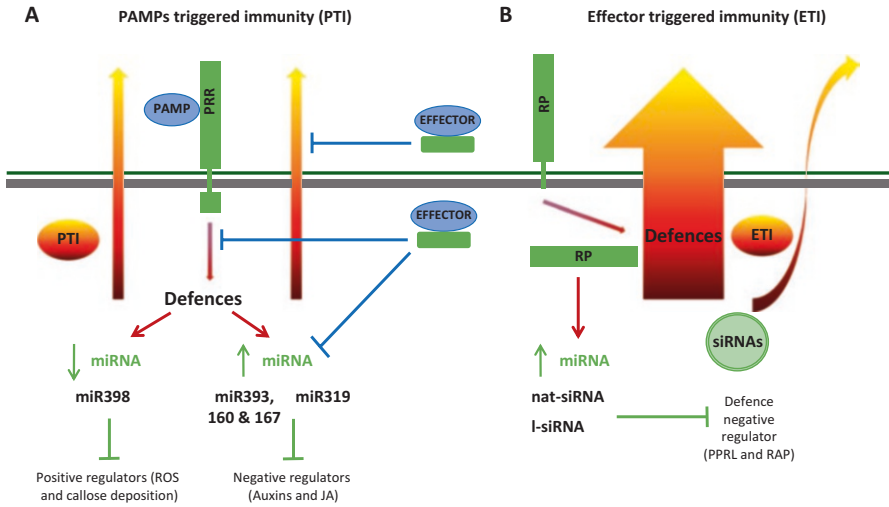 A
PAMPs triggered immunity (PTI)
PAMP
PRR
EFFECTOR
EFFECTOR
PTI
Defences
miRNA
miR398
Positive regulators (ROS
and callose deposition)
miRNA
miR393,
160 & 167
miR319
Negative regulators
(Auxins and JA)
B
Effector triggered immunity (ETI)
RP
RP
Defences
ETI
siRNAs
miRNA
nat-siRNA
l-siRNA
Defence
negative
regulator
(PPRL and RAP)